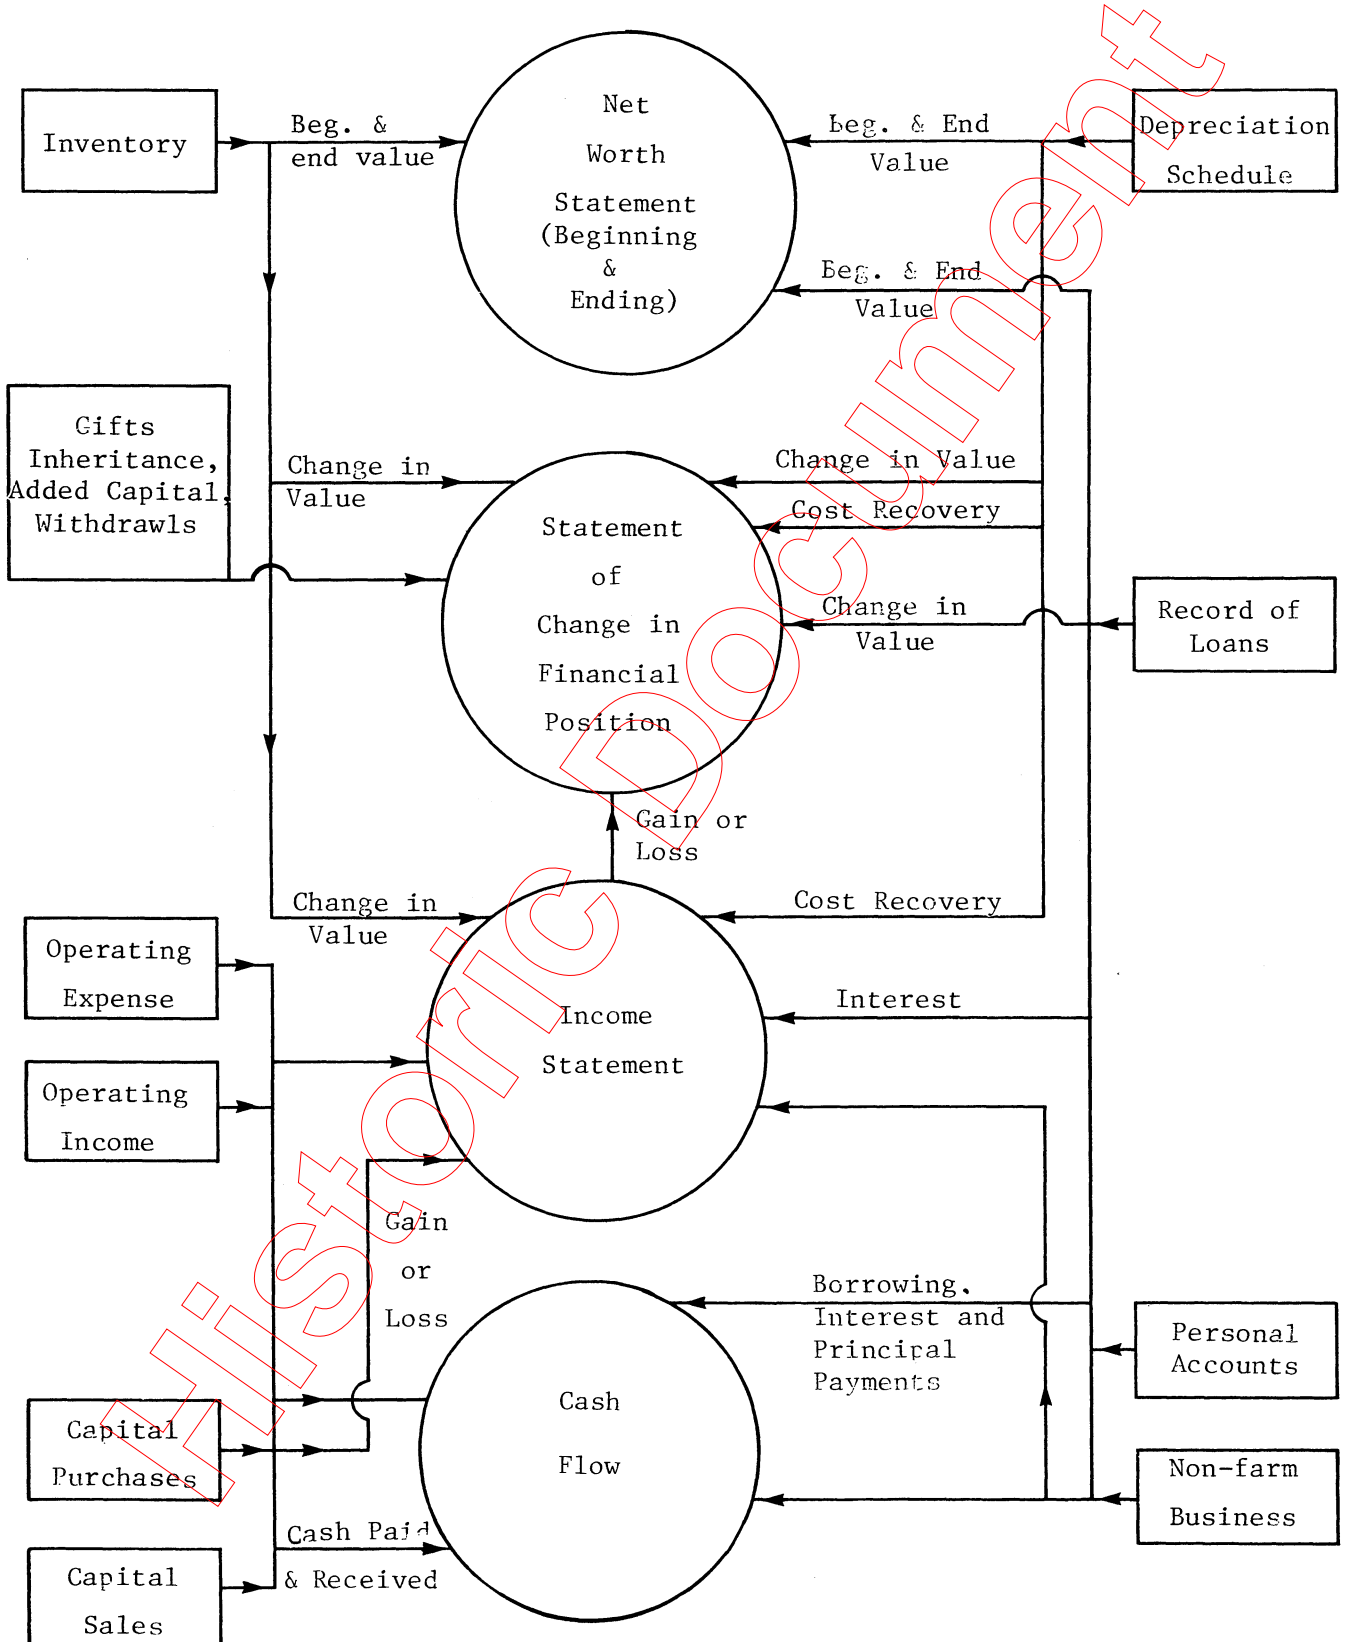 Inventory
Beg. &
end value
Net
Worth
Statement
(Beginning
&
Ending)
Beg. & End
Value
Depreciation
Schedule
Beg. & End
Value
Gifts
Inheritance,
Added Capital,
Withdrawls
Change in
Value
Statement
of
Change in
Financial
Position
Change in Value
Cost Recovery
Change in
Value
Record of
Loans
Gain or
Loss
Change in
Value
Cost Recovery
Operating
Expense
Income
Statement
Interest
Operating
Income
Gain
or
Loss
Borrowing,
Interest and
Principal
Payments
Personal
Accounts
Cash
Flow
Capital
Purchases
Non-farm
Business
Cash Paid
& Received
Capital
Sales
Historic Document